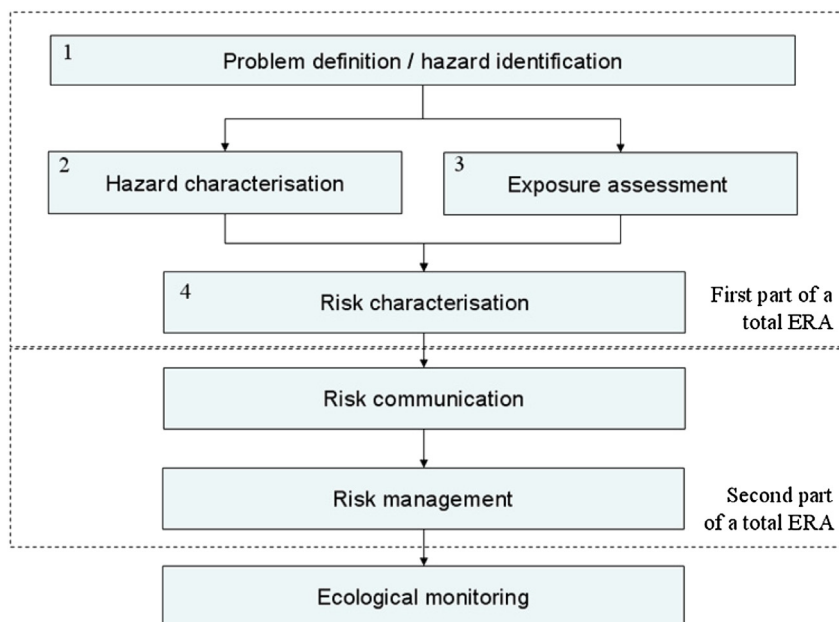 1
Problem definition / hazard identification
2
Hazard characterisation
3
Exposure assessment
4
Risk characterisation
First part of a
total ERA
Risk communication
Risk management
Second part
of a total ERA
Ecological monitoring